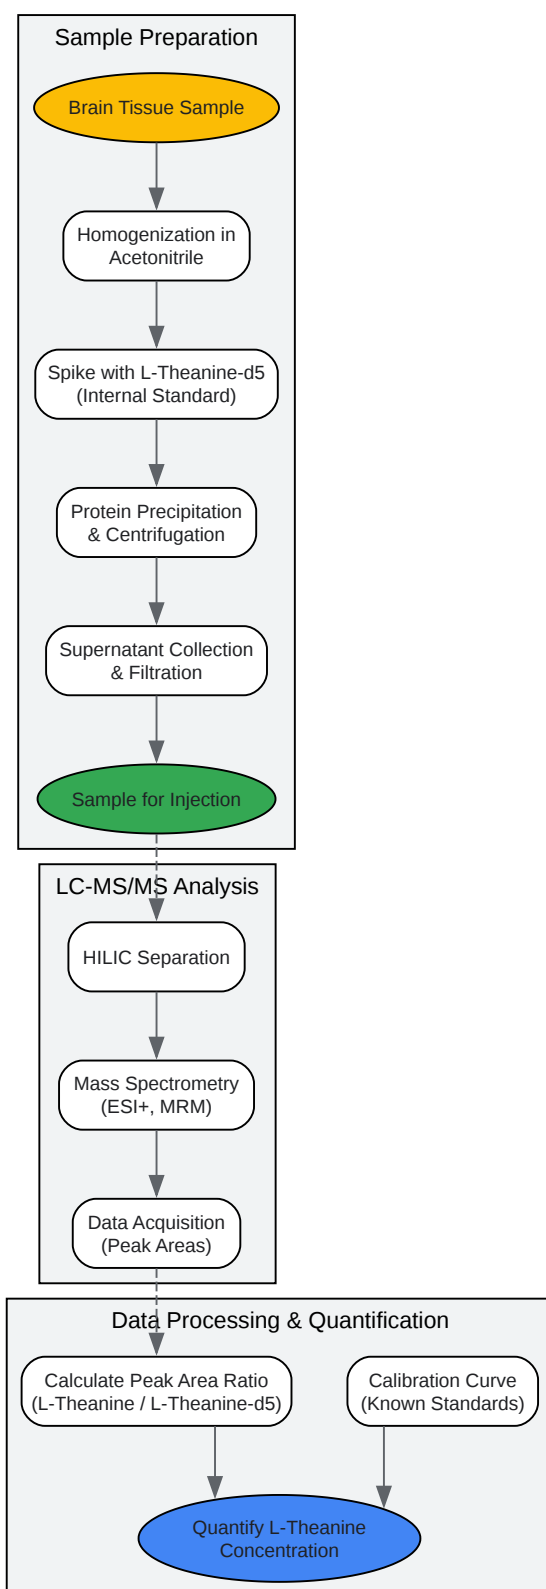 Sample Preparation
Brain Tissue Sample
Homogenization in
Acetonitrile
Spike with L-Theanine-d5
(Internal Standard)
Protein Precipitation
& Centrifugation
Supernatant Collection
& Filtration
Sample for Injection
LC-MS/MS Analysis
HILIC Separation
Mass Spectrometry
(ESI+, MRM)
Data Acquisition
(Peak Areas)
Data Processing & Quantification
Calculate Peak Area Ratio
(L-Theanine / L-Theanine-d5)
Calibration Curve
(Known Standards)
Quantify L-Theanine
Concentration